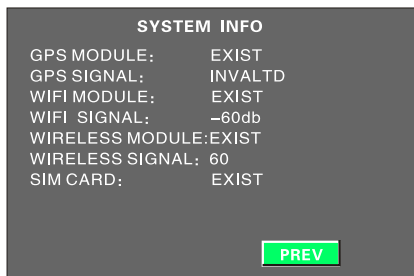 SYSTEM INFO
GPS MODULE: EXIST
GPS SIGNAL: INVALTD
WIFI MODULE: EXIST
WIFI SIGNAL: –60db
WIRELESS MODULE:EXIST
WIRELESS SIGNAL: 60
SIM CARD: EXIST
PREV